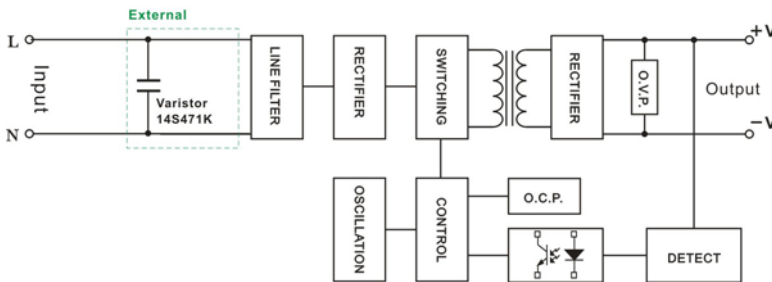 External
L
N
Input
Varistor
14S471K
LINE FILTER
RECTIFIER
SWITCHING
RECTIFIER
O.V.P.
+V
Output
-V
OSCILLATION
CONTROL
O.C.P.
DETECT